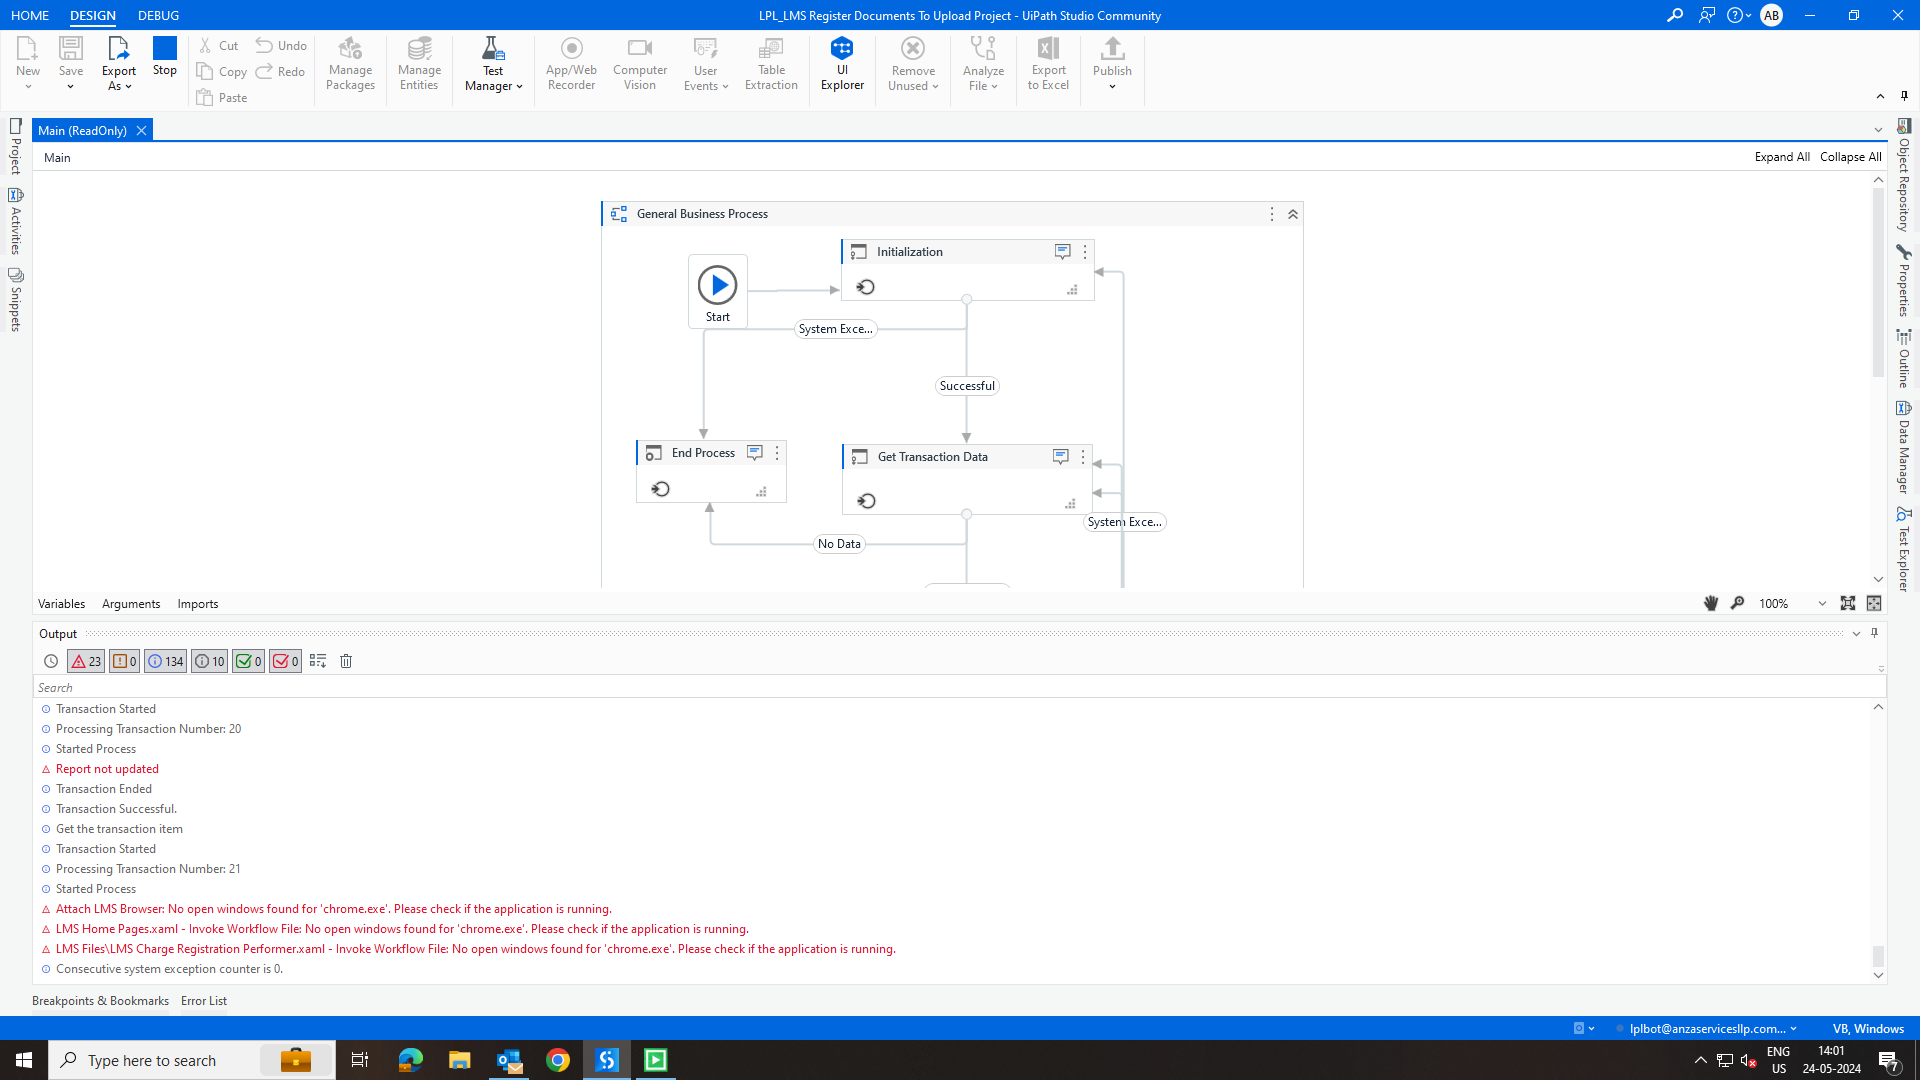 HOME DESIGN DEBUG
LPL_LMS Register Documents To Upload Project - UiPath Studio Community
AB
New
Save
Export As
Stop
Cut
Copy
Paste
Undo
Redo
Manage Packages
Manage Entities
Test Manager
App/Web Recorder
Computer Vision
User Events
Table Extraction
UI Explorer
Remove Unused
Analyze File
Export to Excel
Publish
Main (ReadOnly)
Main
Expand All Collapse All
Project
Activities
Snippets
Object Repository
Properties
Outline
Data Manager
Test Explorer
General Business Process
Initialization
Start
System Exce...
Successful
End Process
Get Transaction Data
System Exce...
No Data
Variables Arguments Imports
100%
Output
23 0 134 10 0 0
Search
Transaction Started
Processing Transaction Number: 20
Started Process
Report not updated
Transaction Ended
Transaction Successful.
Get the transaction item
Transaction Started
Processing Transaction Number: 21
Started Process
Attach LMS Browser: No open windows found for 'chrome.exe'. Please check if the application is running.
LMS Home Pages.xaml - Invoke Workflow File: No open windows found for 'chrome.exe'. Please check if the application is running.
LMS Files\LMS Charge Registration Performer.xaml - Invoke Workflow File: No open windows found for 'chrome.exe'. Please check if the application is running.
Consecutive system exception counter is 0.
Breakpoints & Bookmarks Error List
lplbot@anzaservicesllp.com... VB, Windows
Type here to search
ENG
US
14:01
24-05-2024
7